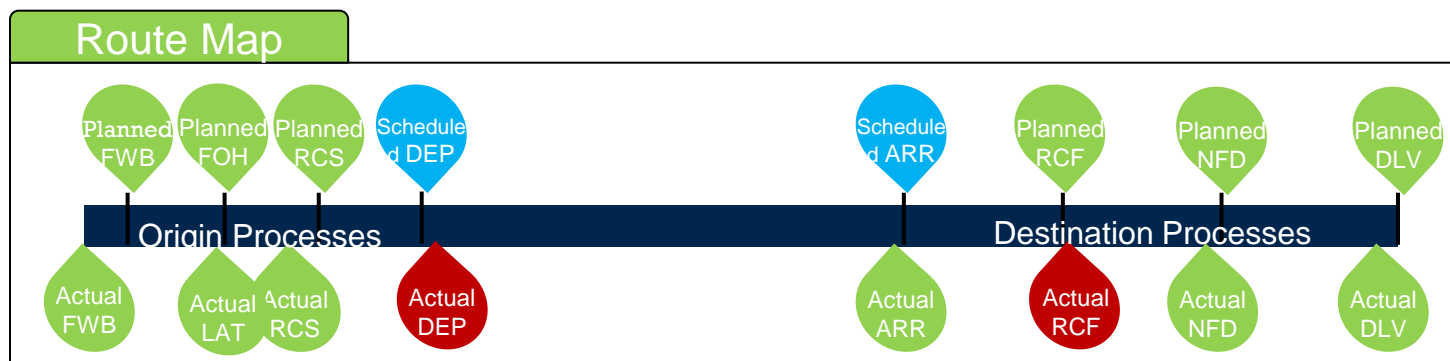 Route Map
Planned
FWB
Planned
FOH
Planned
RCS
Schedule
d DEP
Schedule
d ARR
Planned
RCF
Planned
NFD
Planned
DLV
Origin Processes
Destination Processes
Actual
FWB
Actual
LAT
Actual
RCS
Actual
DEP
Actual
ARR
Actual
RCF
Actual
NFD
Actual
DLV